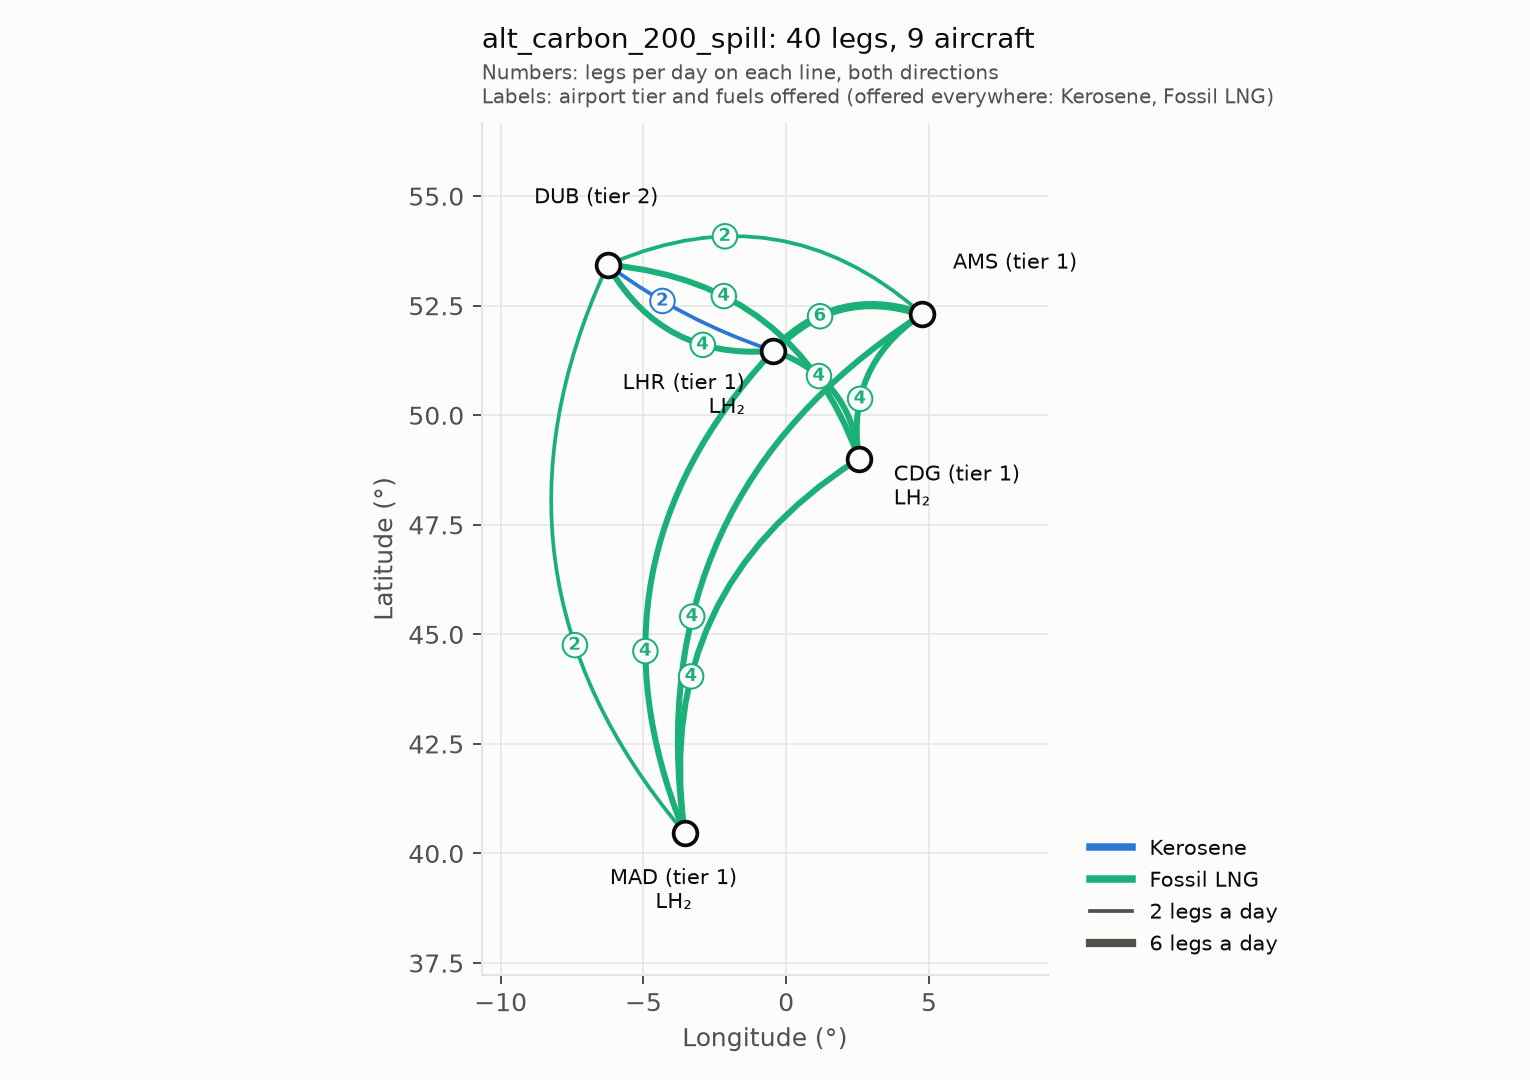 alt_carbon_200_spill: 40 legs, 9 aircraft
Numbers: legs per day on each line, both directions
Labels: airport tier and fuels offered (offered everywhere: Kerosene, Fossil LNG)
55.0
DUB (tier 2)
2
AMS (tier 1)
52.5
2
4
6
4
LHR (tier 1)
LH₂
4
4
50.0
CDG (tier 1)
LH₂
47.5
Latitude (°)
45.0
2
4
4
4
42.5
40.0
MAD (tier 1)
LH₂
37.5
Kerosene
Fossil LNG
2 legs a day
6 legs a day
−10
−5
0
5
Longitude (°)